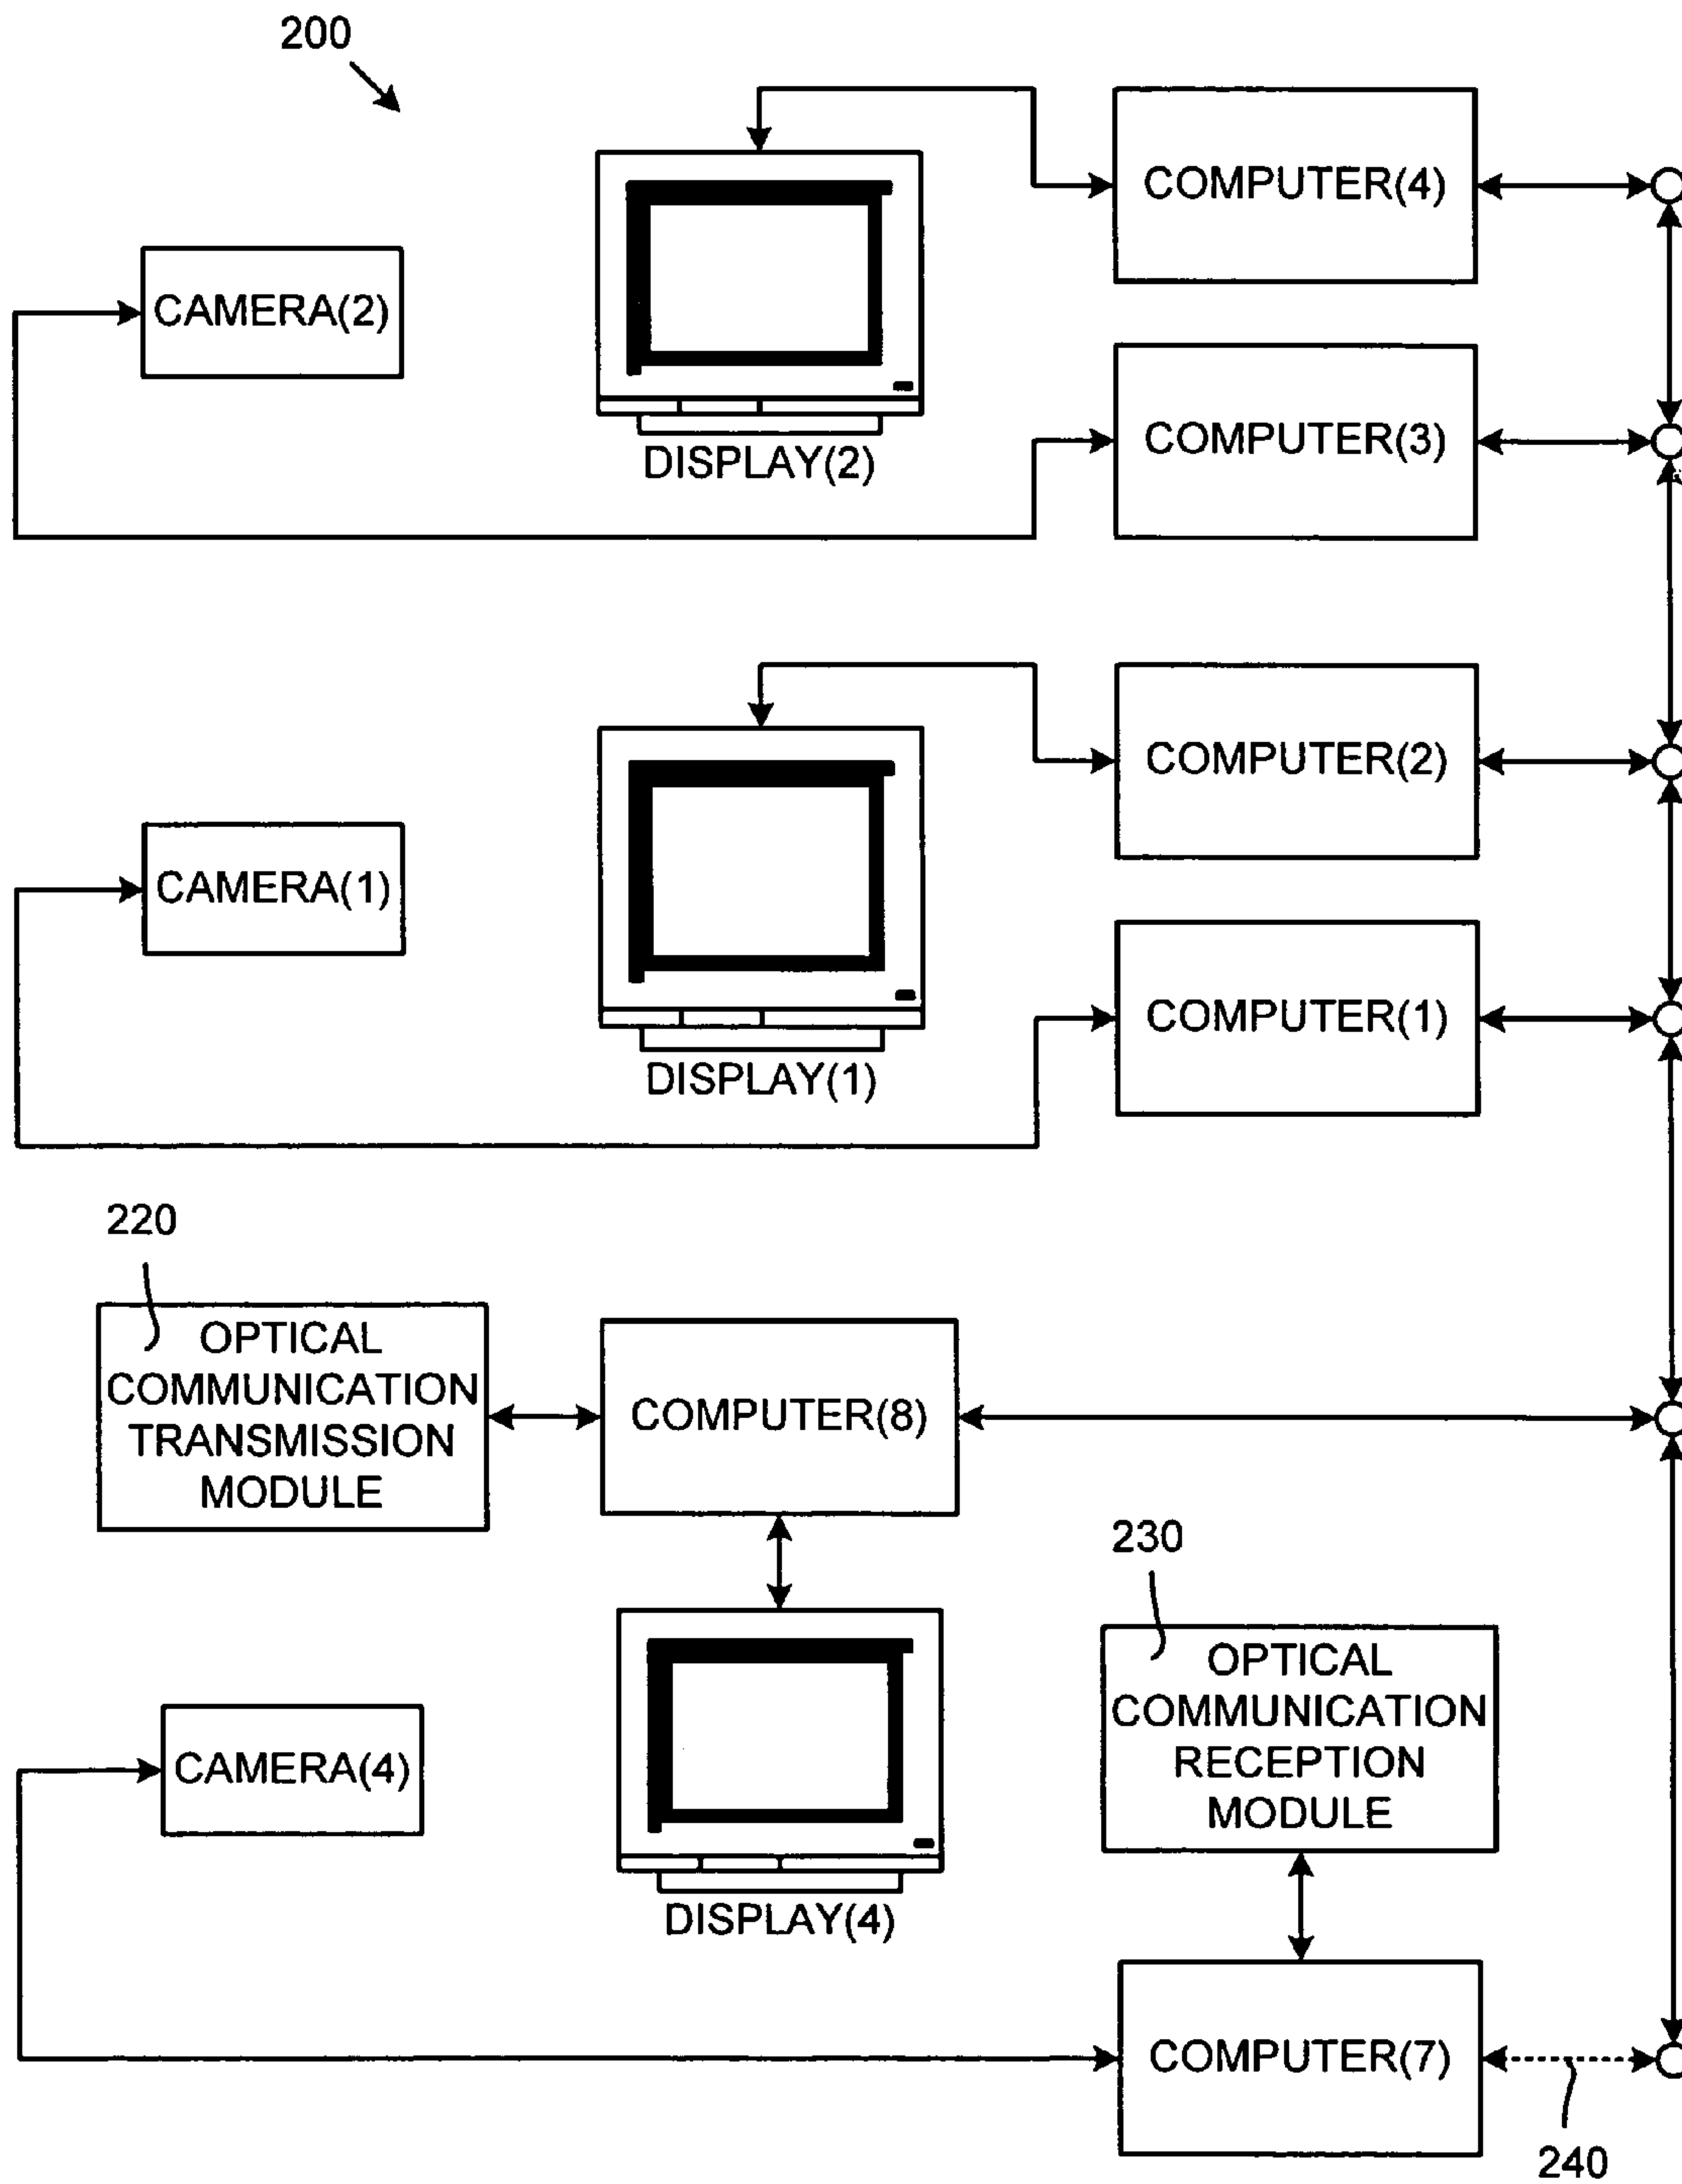 200
COMPUTER(4)
CAMERA(2)
COMPUTER(3)
DISPLAY(2)
COMPUTER(2)
CAMERA(1)
COMPUTER(1)
DISPLAY(1)
220
OPTICAL
COMMUNICATION
TRANSMISSION
MODULE
COMPUTER(8)
230
OPTICAL
COMMUNICATION
RECEPTION
MODULE
CAMERA(4)
DISPLAY(4)
COMPUTER(7)
240